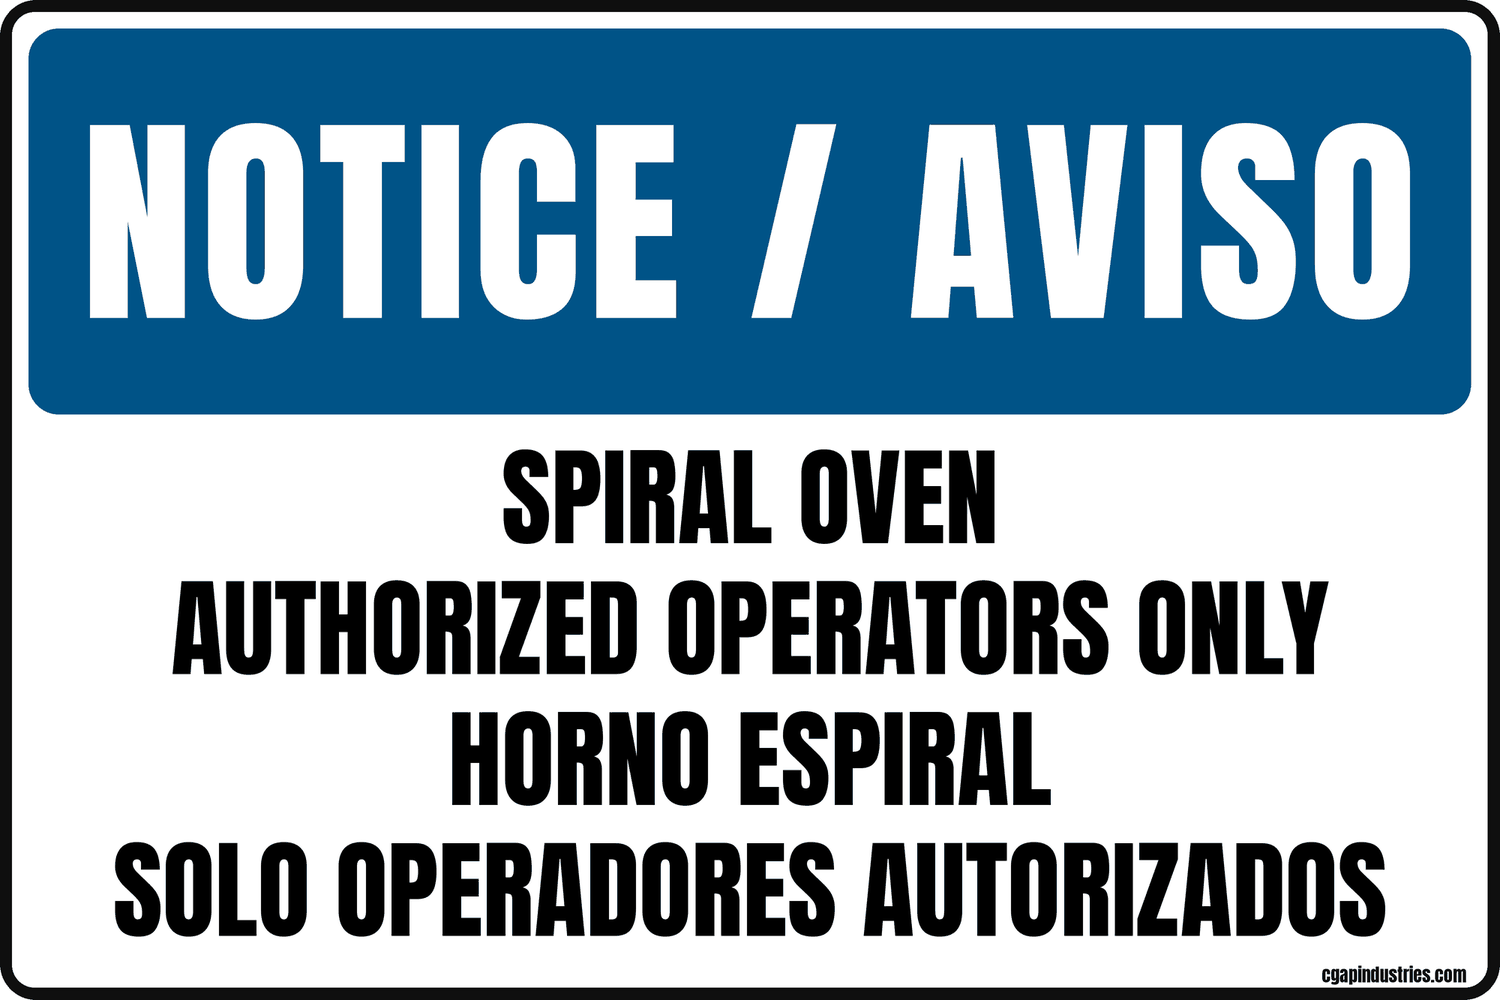 NOTICE / AVISO
SPIRAL OVEN
AUTHORIZED OPERATORS ONLY
HORNO ESPIRAL
SOLO OPERADORES AUTORIZADOS
cgapindustries.com